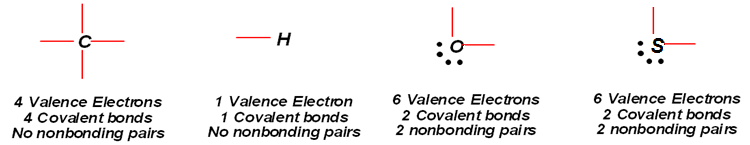 C
H
O
S
4 Valence Electrons
4 Covalent bonds
No nonbonding pairs
1 Valence Electron
1 Covalent bonds
No nonbonding pairs
6 Valence Electrons
2 Covalent bonds
2 nonbonding pairs
6 Valence Electrons
2 Covalent bonds
2 nonbonding pairs